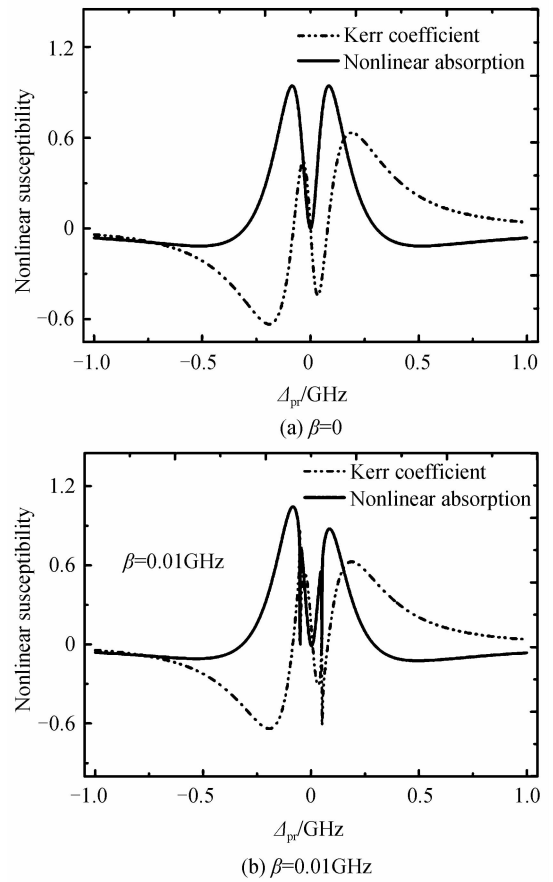 Kerr coefficient
Nonlinear absorption
Nonlinear susceptibility
1.2
0.6
0
−0.6
−1.0 −0.5 0 0.5 1.0
Δpr/GHz
(a) β=0
Kerr coefficient
Nonlinear absorption
β=0.01GHz
Nonlinear susceptibility
1.2
0.6
0
−0.6
−1.0 −0.5 0 0.5 1.0
Δpr/GHz
(b) β=0.01GHz